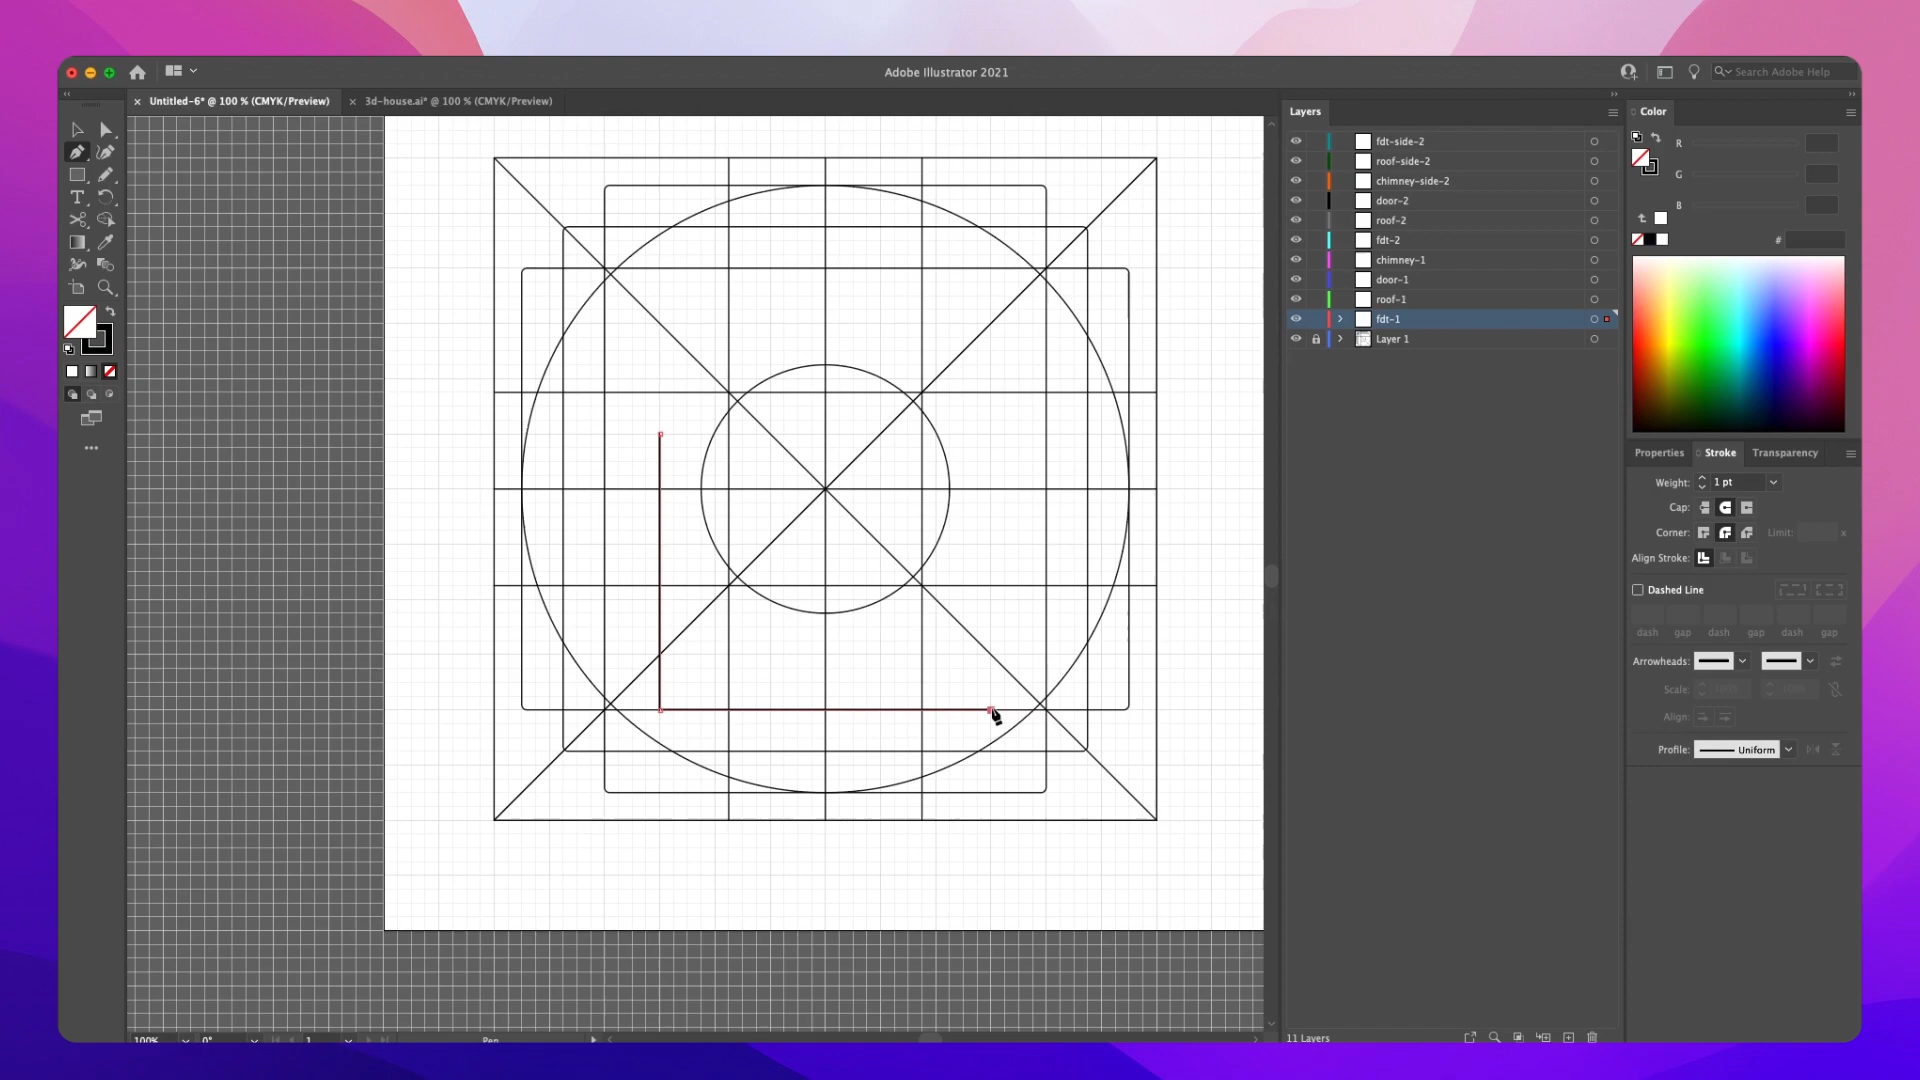 Adobe Illustrator 2021
Search Adobe Help
Untitled-6* @ 100 % (CMYK/Preview)
3d-house.ai* @ 100 % (CMYK/Preview)
Layers
fdt-side-2
roof-side-2
chimney-side-2
door-2
roof-2
fdt-2
chimney-1
door-1
roof-1
fdt-1
Layer 1
11 Layers
Color
R
G
B
#
Properties
Stroke
Transparency
Weight: 1 pt
Cap:
Corner: Limit: x
Align Stroke:
Dashed Line
dash gap dash gap dash gap
Arrowheads:
Scale: 100% 100%
Align:
Profile: Uniform
100% 0° 1 Pen